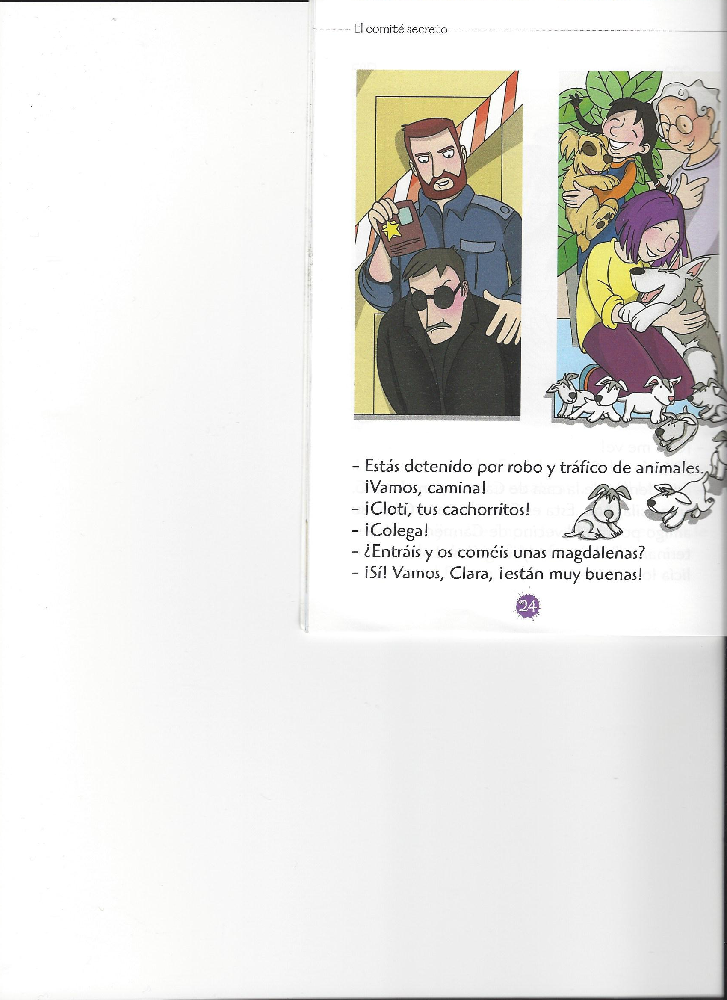 El comité secreto
– Estás detenido por robo y tráfico de animales.
¡Vamos, camina!
– ¡Cloti, tus cachorritos!
– ¡Colega!
– ¿Entráis y os coméis unas magdalenas?
– ¡Sí! Vamos, Clara, ¡están muy buenas!
24